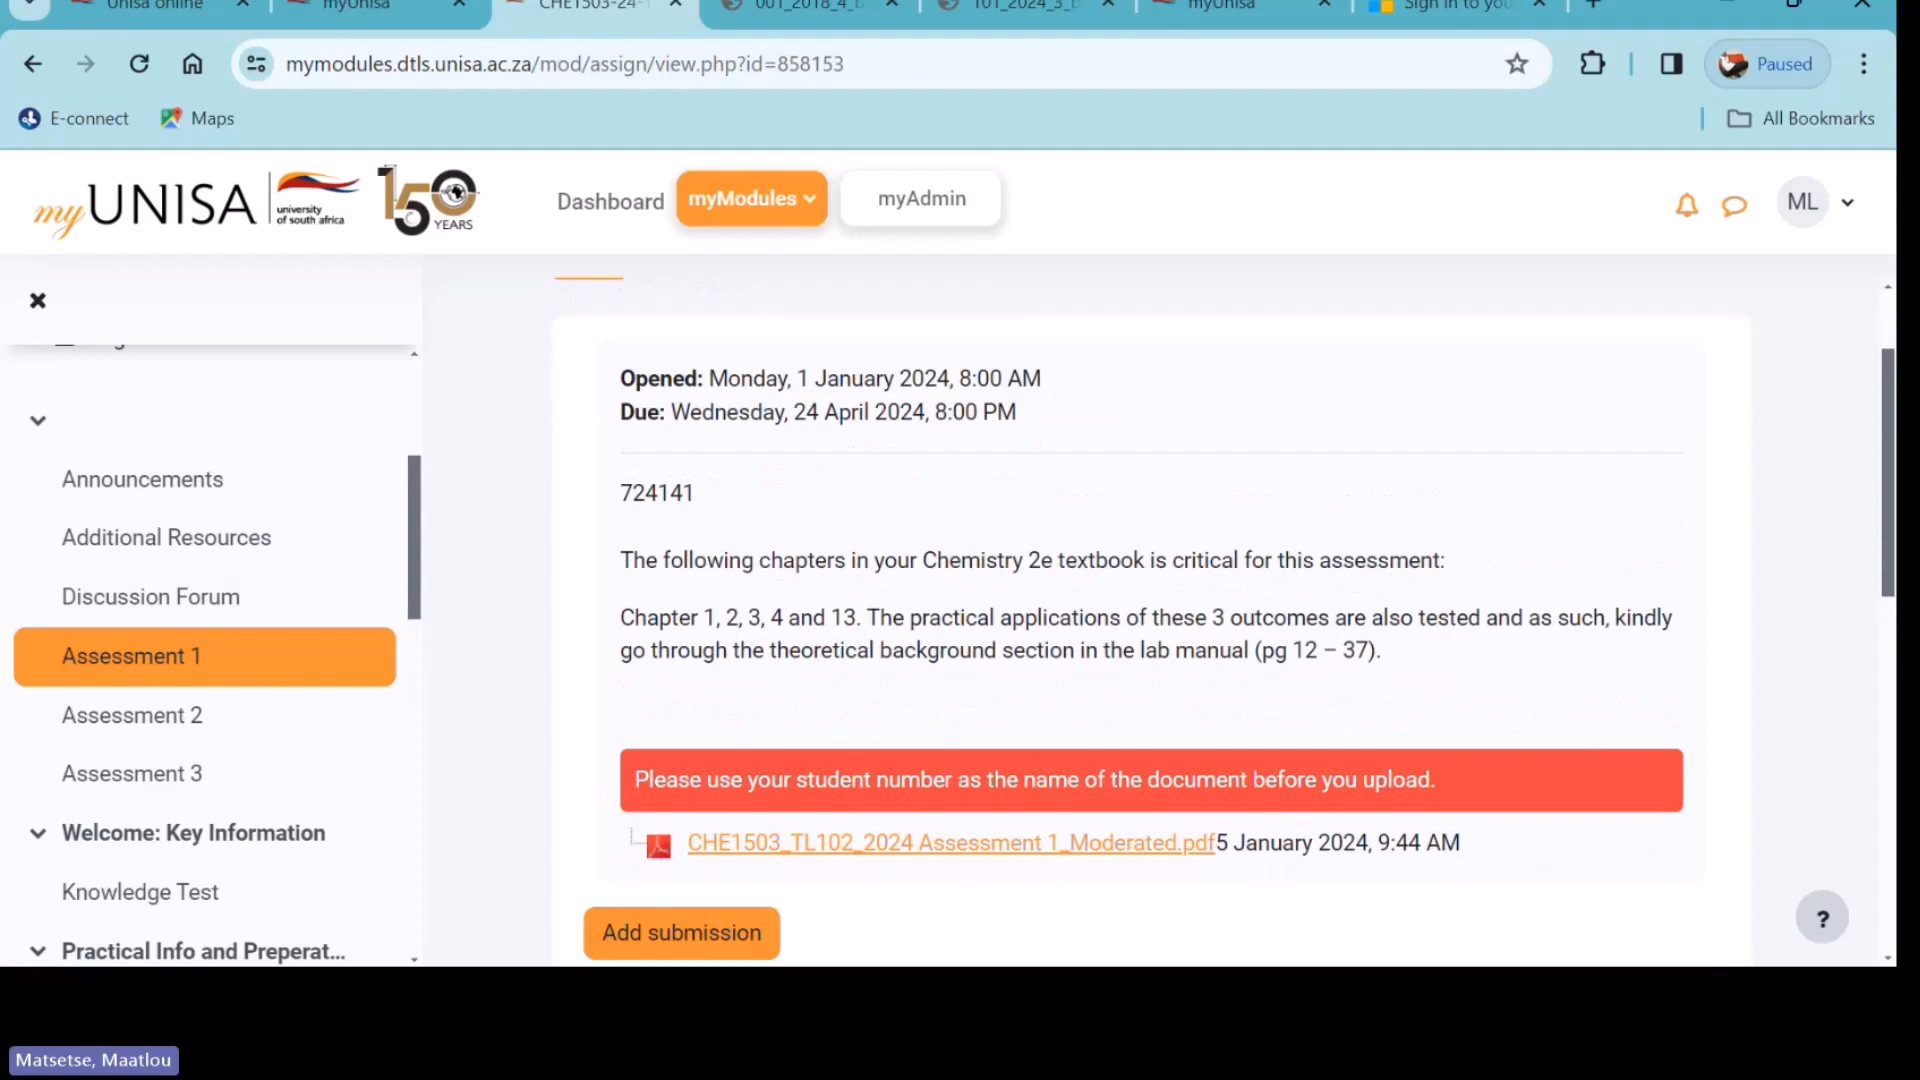 Unisa online
myUnisa
CHE1503-24-
001_2018_4_b
101_2024_3_b
myUnisa
Sign in to you
mymodules.dtls.unisa.ac.za/mod/assign/view.php?id=858153
Paused
E-connect
Maps
All Bookmarks
myUNISA
university
of south africa
150
YEARS
Dashboard
myModules
myAdmin
ML
Opened: Monday, 1 January 2024, 8:00 AM
Due: Wednesday, 24 April 2024, 8:00 PM
724141
The following chapters in your Chemistry 2e textbook is critical for this assessment:
Chapter 1, 2, 3, 4 and 13. The practical applications of these 3 outcomes are also tested and as such, kindly
go through the theoretical background section in the lab manual (pg 12 – 37).
Please use your student number as the name of the document before you upload.
CHE1503_TL102_2024 Assessment 1_Moderated.pdf5 January 2024, 9:44 AM
Add submission
?
Announcements
Additional Resources
Discussion Forum
Assessment 1
Assessment 2
Assessment 3
Welcome: Key Information
Knowledge Test
Practical Info and Preperat...
Matsetse, Maatlou